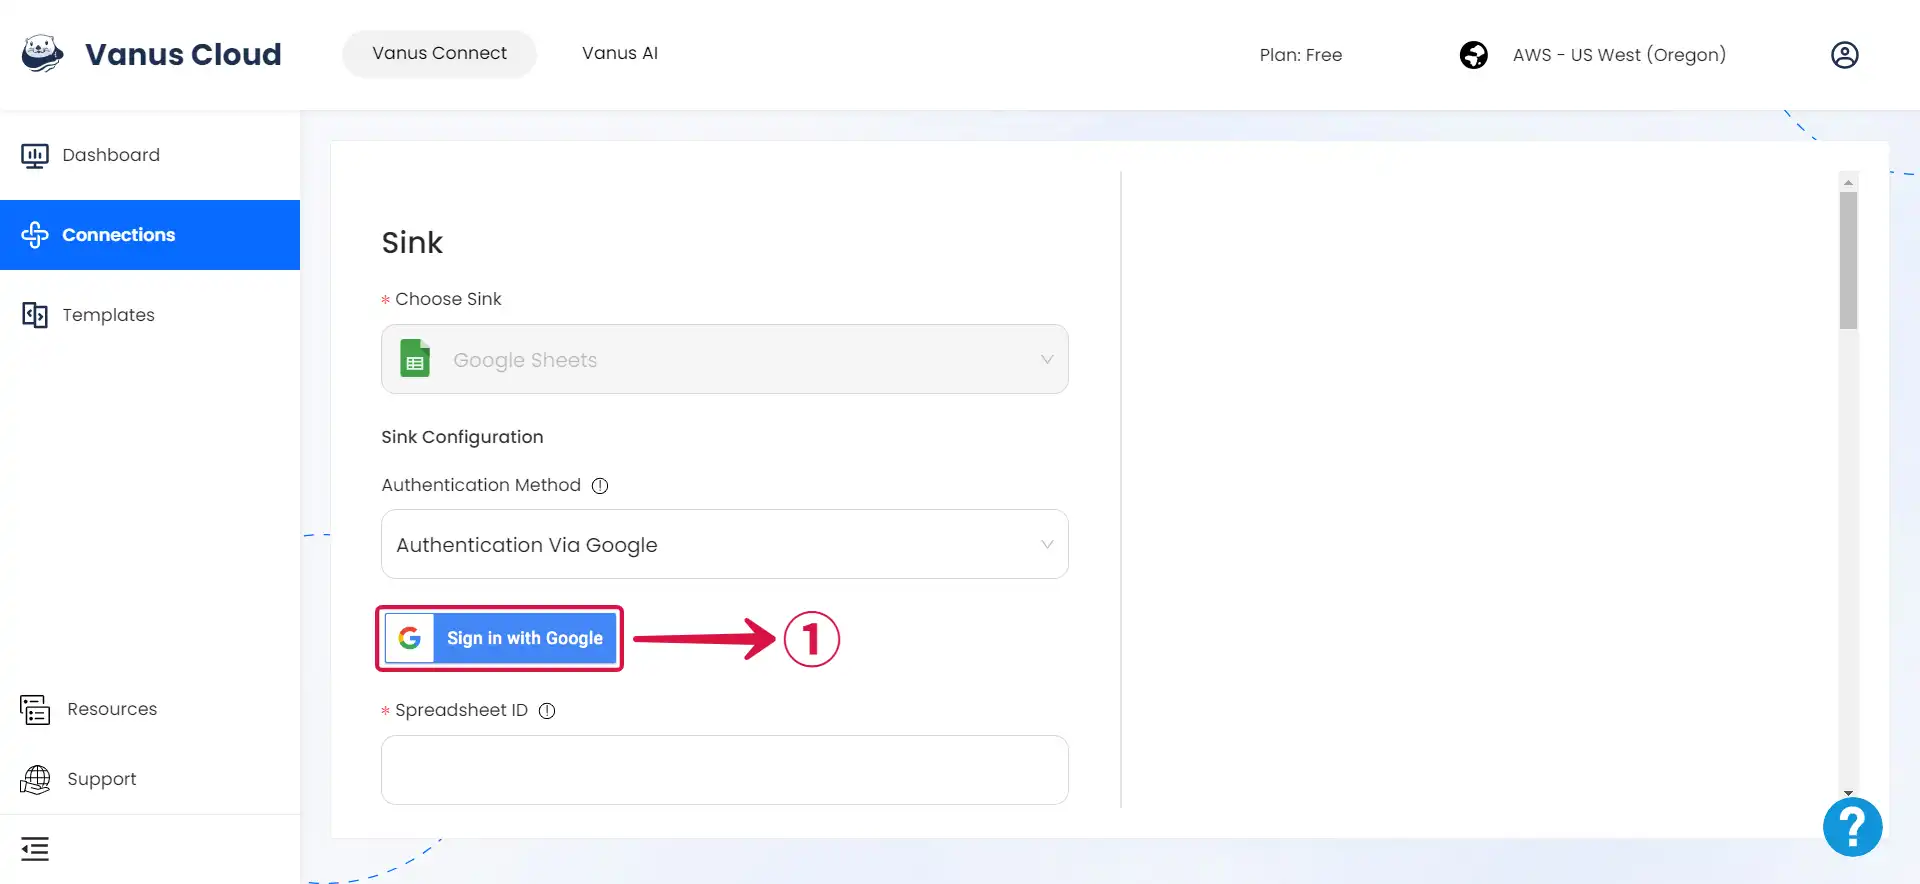 Vanus Cloud
Vanus Connect
Vanus AI
Plan: Free
AWS - US West (Oregon)
Dashboard
Connections
Templates
Resources
Support
Sink
* Choose Sink
Google Sheets
Sink Configuration
Authentication Method
Authentication Via Google
Sign in with Google
1
* Spreadsheet ID
?